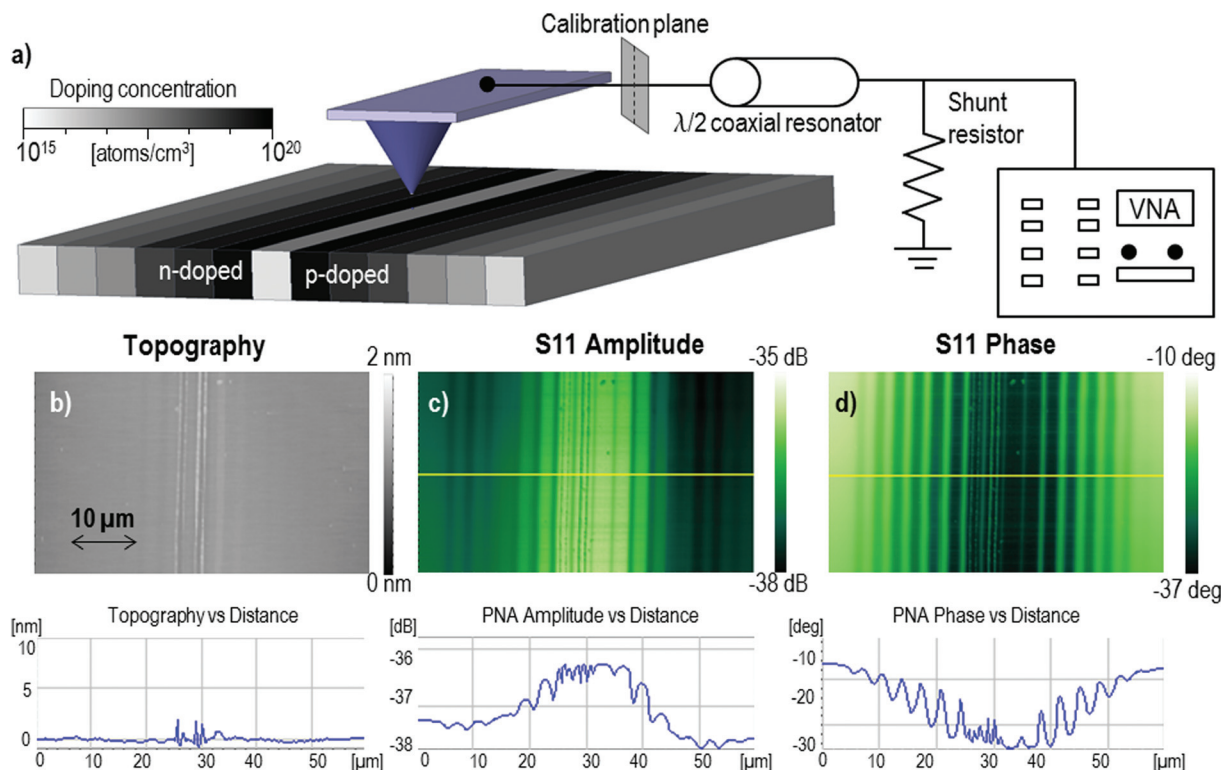 a)
Calibration plane
Doping concentration
10¹⁵ [atoms/cm³] 10²⁰
λ/2 coaxial resonator
Shunt
resistor
VNA
n-doped
p-doped
Topography
S11 Amplitude
S11 Phase
2 nm
-35 dB
-10 deg
b)
c)
d)
10 µm
0 nm
-38 dB
-37 deg
Topography vs Distance
[nm]
10
5
0
0 10 20 30 40 50 [µm]
PNA Amplitude vs Distance
[dB]
-36
-37
-38
0 10 20 30 40 50 [µm]
PNA Phase vs Distance
[deg]
-10
-20
-30
0 10 20 30 40 50 [µm]